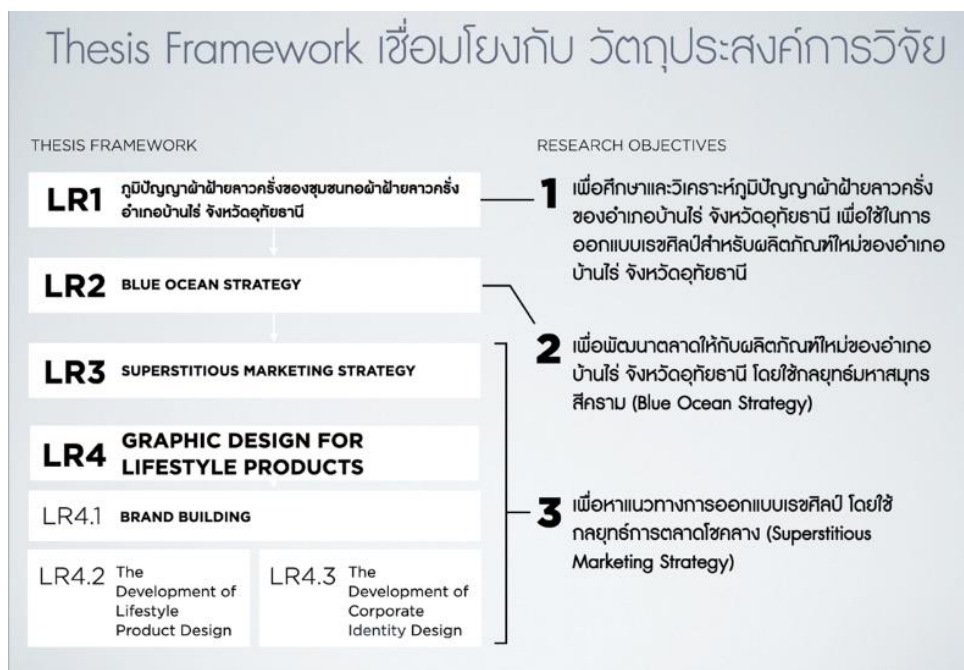 Thesis Framework เชื่อมโยงกับ วัตถุประสงค์การวิจัย
THESIS FRAMEWORK
LR1 ภูมิปัญญาผ้าฝ้ายลาวครั่งของชุมชนทอผ้าฝ้ายลาวครั่ง
อำเภอบ้านไร่ จังหวัดอุทัยธานี
LR2 BLUE OCEAN STRATEGY
LR3 SUPERSTITIOUS MARKETING STRATEGY
LR4 GRAPHIC DESIGN FOR
LIFESTYLE PRODUCTS
LR4.1 BRAND BUILDING
LR4.2 The
Development of
Lifestyle
Product Design
LR4.3 The
Development of
Corporate
Identity Design
RESEARCH OBJECTIVES
1 เพื่อศึกษาและวิเคราะห์ภูมิปัญญาผ้าฝ้ายลาวครั่ง
ของอำเภอบ้านไร่ จังหวัดอุทัยธานี เพื่อใช้ในการ
ออกแบบเรขศิลป์สำหรับผลิตภัณฑ์ใหม่ของอำเภอ
บ้านไร่ จังหวัดอุทัยธานี
2 เพื่อพัฒนาตลาดให้กับผลิตภัณฑ์ใหม่ของอำเภอ
บ้านไร่ จังหวัดอุทัยธานี โดยใช้กลยุทธ์มหาสมุทร
สีคราม (Blue Ocean Strategy)
3 เพื่อหาแนวทางการออกแบบเรขศิลป์ โดยใช้
กลยุทธ์การตลาดโชคลาง (Superstitious
Marketing Strategy)